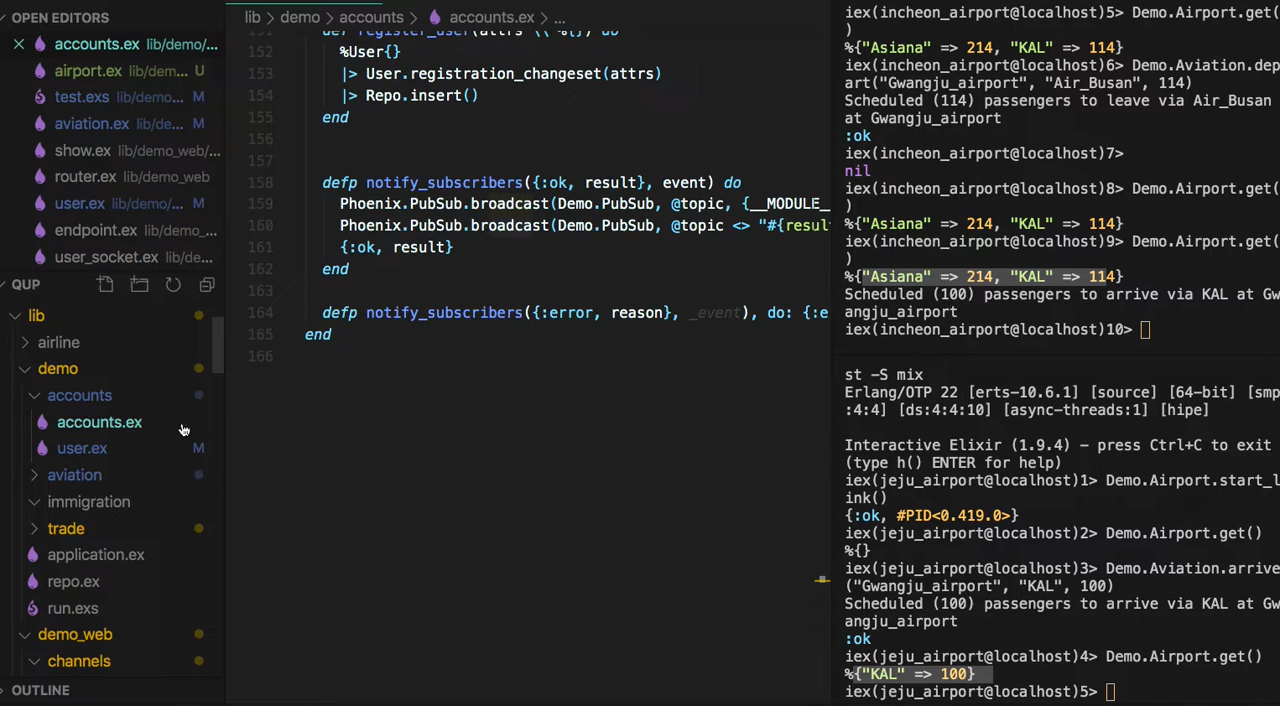 OPEN EDITORS
accounts.ex lib/demo/...
airport.ex lib/dem... U
test.exs lib/demo... M
aviation.ex lib/de... M
show.ex lib/demo_web/...
router.ex lib/demo_web
user.ex lib/demo/... M
endpoint.ex lib/demo_...
user_socket.ex lib/de...
QUP
lib
airline
demo
accounts
accounts.ex
user.ex M
aviation
immigration
trade
application.ex
repo.ex
run.exs
demo_web
channels
OUTLINE
lib > demo > accounts > accounts.ex > ...
151 def register_user(attrs \\ %{}) do
152 %User{}
153 |> User.registration_changeset(attrs)
154 |> Repo.insert()
155 end
156
157
158 defp notify_subscribers({:ok, result}, event) do
159 Phoenix.PubSub.broadcast(Demo.PubSub, @topic, {__MODULE_
160 Phoenix.PubSub.broadcast(Demo.PubSub, @topic <> "#{resul
161 {:ok, result}
162 end
163
164 defp notify_subscribers({:error, reason}, _event), do: {:e
165 end
166
iex(incheon_airport@localhost)5> Demo.Airport.get(
)
%{"Asiana" => 214, "KAL" => 114}
iex(incheon_airport@localhost)6> Demo.Aviation.dep
art("Gwangju_airport", "Air_Busan", 114)
Scheduled (114) passengers to leave via Air_Busan
at Gwangju_airport
:ok
iex(incheon_airport@localhost)7>
nil
iex(incheon_airport@localhost)8> Demo.Airport.get(
)
%{"Asiana" => 214, "KAL" => 114}
iex(incheon_airport@localhost)9> Demo.Airport.get(
)
%{"Asiana" => 214, "KAL" => 114}
Scheduled (100) passengers to arrive via KAL at Gw
angju_airport
iex(incheon_airport@localhost)10>
st -S mix
Erlang/OTP 22 [erts-10.6.1] [source] [64-bit] [smp
:4:4] [ds:4:4:10] [async-threads:1] [hipe]
Interactive Elixir (1.9.4) - press Ctrl+C to exit
(type h() ENTER for help)
iex(jeju_airport@localhost)1> Demo.Airport.start_l
ink()
{:ok, #PID<0.419.0>}
iex(jeju_airport@localhost)2> Demo.Airport.get()
%{}
iex(jeju_airport@localhost)3> Demo.Aviation.arrive
("Gwangju_airport", "KAL", 100)
Scheduled (100) passengers to arrive via KAL at Gw
angju_airport
:ok
iex(jeju_airport@localhost)4> Demo.Airport.get()
%{"KAL" => 100}
iex(jeju_airport@localhost)5>